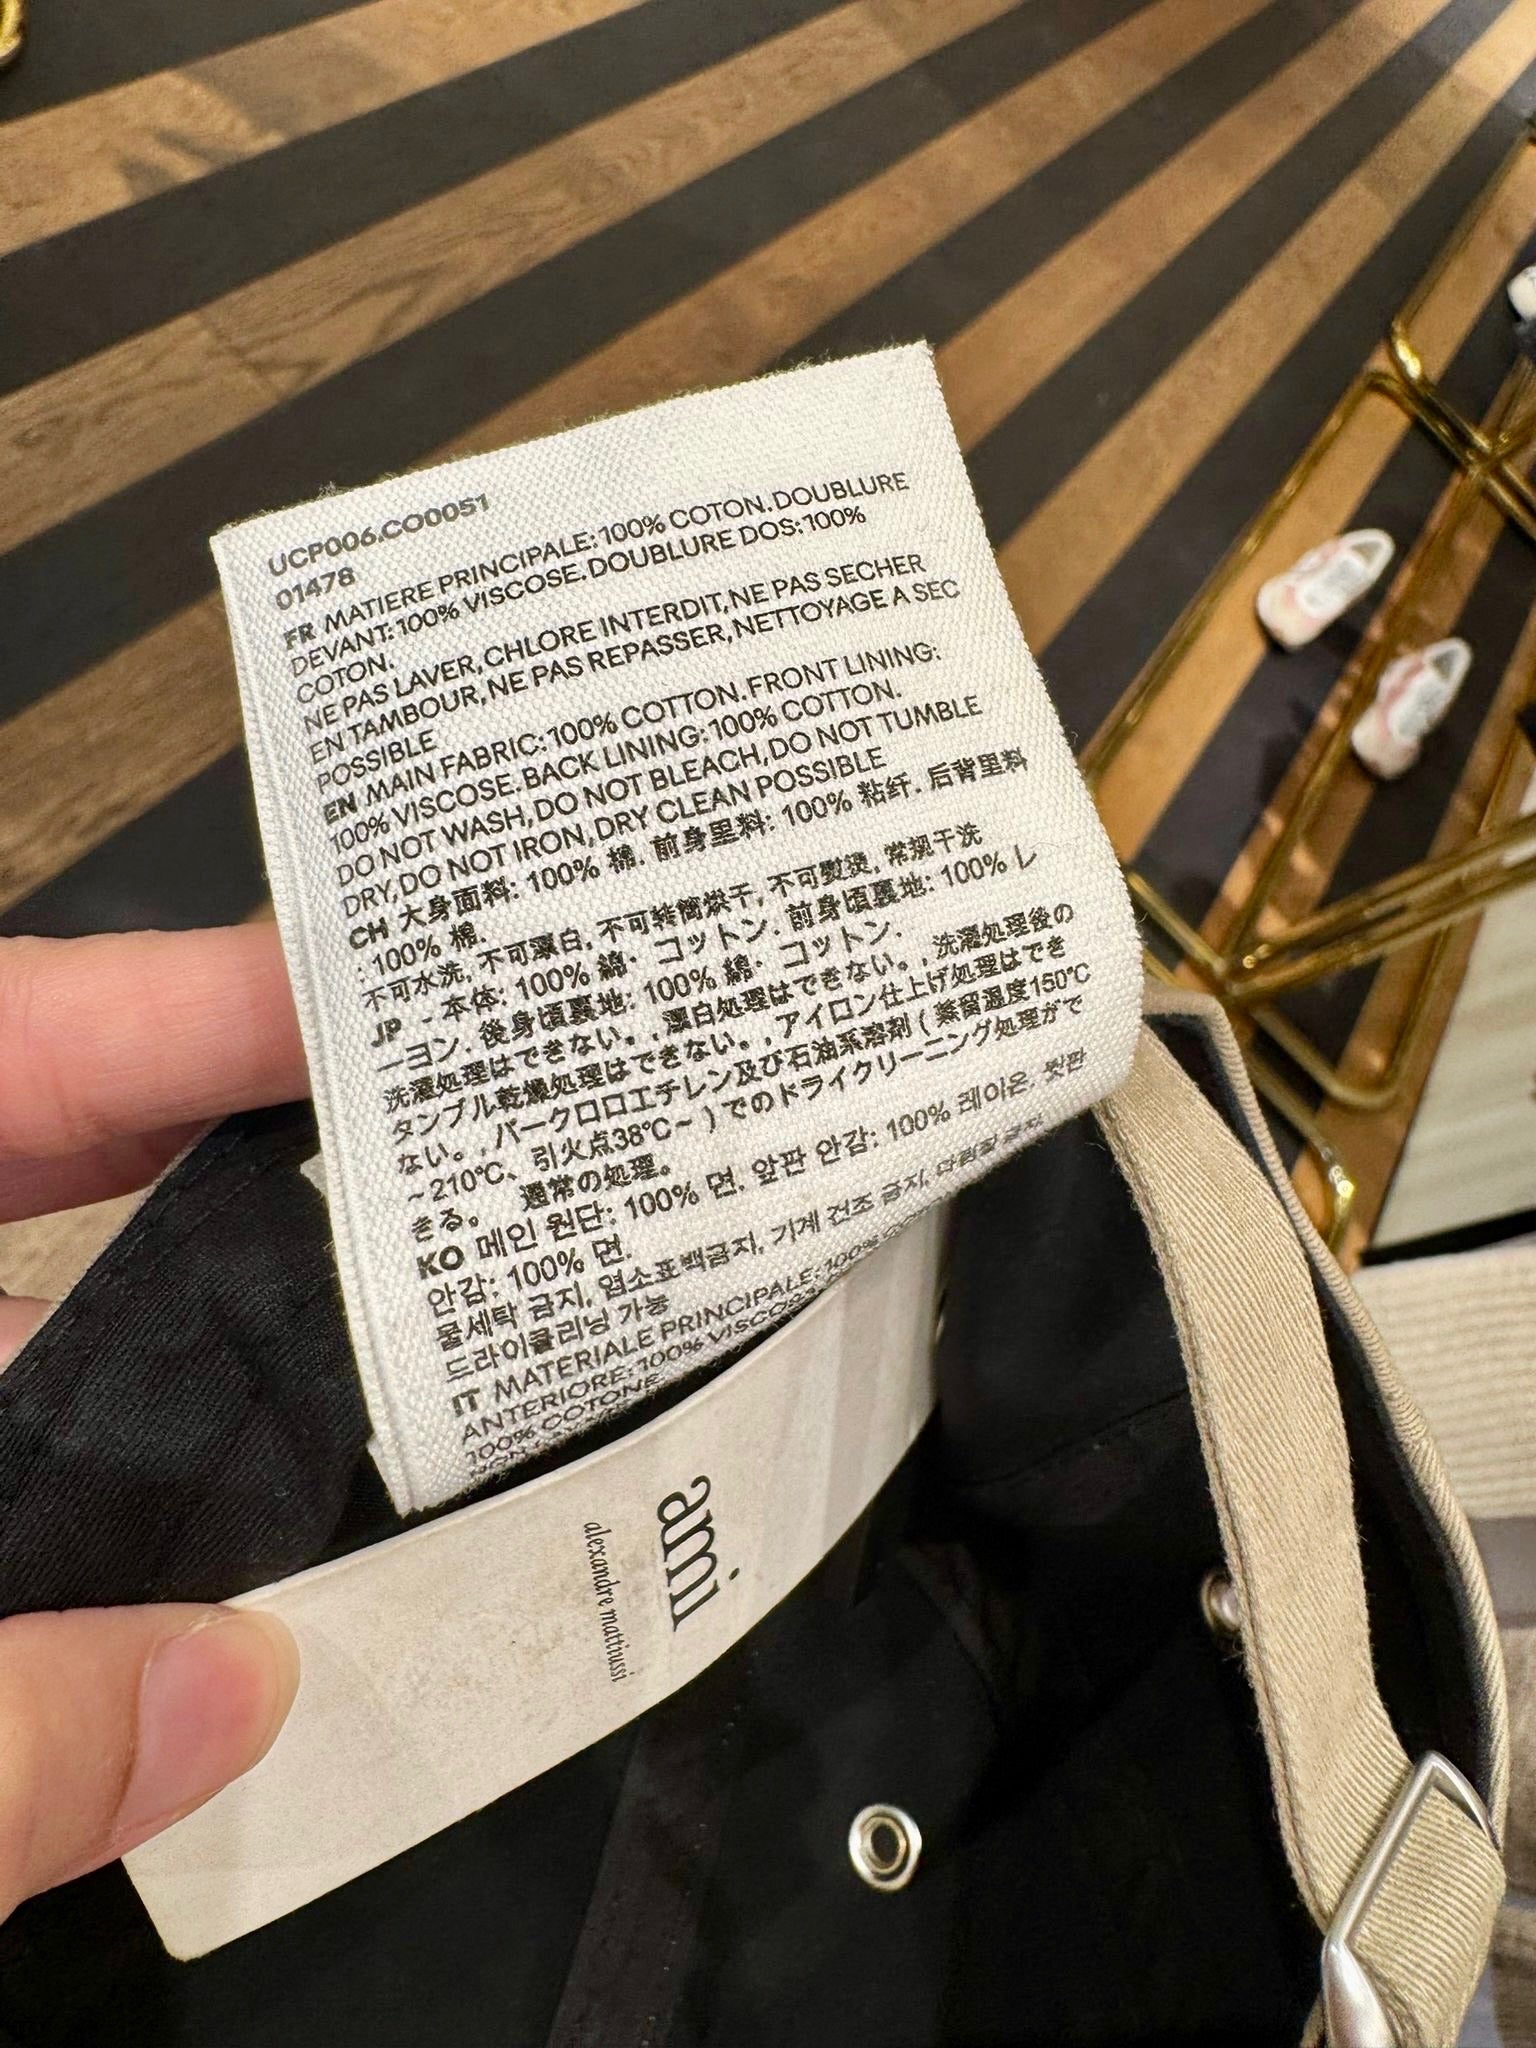 UCP006.CO0051
01478
FR MATIERE PRINCIPALE: 100% COTON. DOUBLURE
DEVANT: 100% VISCOSE. DOUBLURE DOS: 100%
COTON.
NE PAS LAVER, CHLORE INTERDIT, NE PAS SECHER
EN TAMBOUR, NE PAS REPASSER, NETTOYAGE A SEC
POSSIBLE
EN MAIN FABRIC: 100% COTTON. FRONT LINING:
100% VISCOSE. BACK LINING: 100% COTTON.
DO NOT WASH, DO NOT BLEACH, DO NOT TUMBLE
DRY, DO NOT IRON, DRY CLEAN POSSIBLE
CH 大身面料: 100% 棉. 前身里料: 100% 粘纤. 后背里料
: 100% 棉.
不可水洗, 不可漂白, 不可转筒烘干, 不可熨烫, 常规干洗
JP - 本体: 100% 綿・コットン. 前身頃裏地: 100% レ
ーヨン. 後身頃裏地: 100% 綿・コットン.
洗濯処理はできない。, 漂白処理はできない。, 洗濯処理後の
タンブル乾燥処理はできない。, アイロン仕上げ処理はでき
ない。, パークロロエチレン及び石油系溶剤 ( 蒸留温度150℃
~ 210℃、引火点38℃~ ) でのドライクリーニング処理がで
きる。 通常の処理。
KO 메인 원단: 100% 면. 앞판 안감: 100% 레이온. 뒷판
안감: 100% 면.
물세탁 금지, 염소표백금지, 기계 건조 금지, 다림질 금지,
드라이클리닝 가능
IT MATERIALE PRINCIPALE: 100%
ANTERIORE: 100% VISCOSA
100% COTONE.
ami
alexandre mattiussi